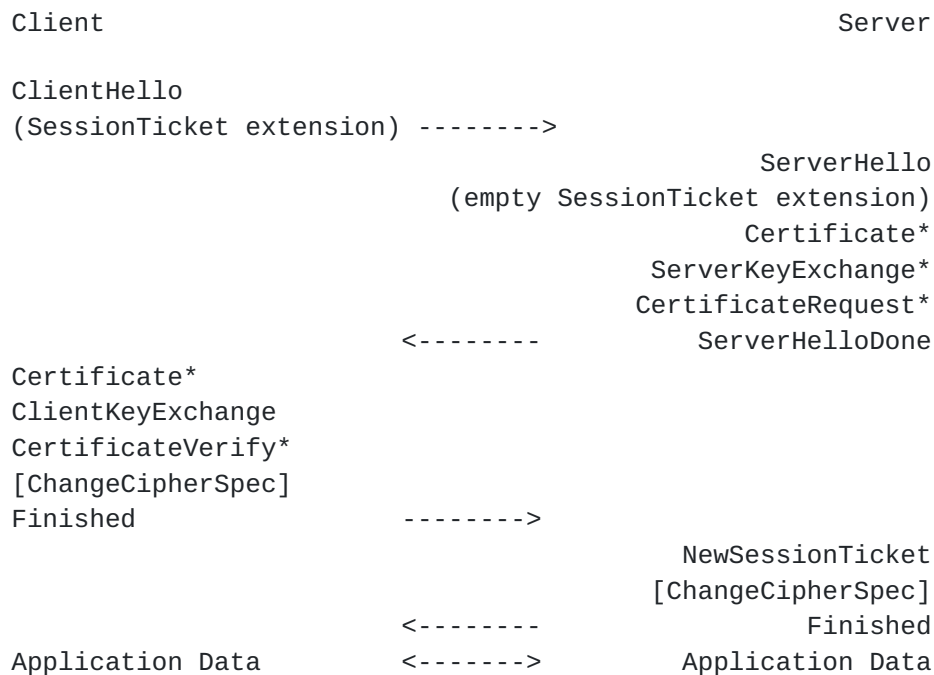 Client                                               Server

ClientHello
(SessionTicket extension) -------->
                                                ServerHello
                            (empty SessionTicket extension)
                                               Certificate*
                                         ServerKeyExchange*
                                        CertificateRequest*
                         <--------          ServerHelloDone
Certificate*
ClientKeyExchange
CertificateVerify*
[ChangeCipherSpec]
Finished                 -------->
                                           NewSessionTicket
                                         [ChangeCipherSpec]
                         <--------                 Finished
Application Data         <------->         Application Data